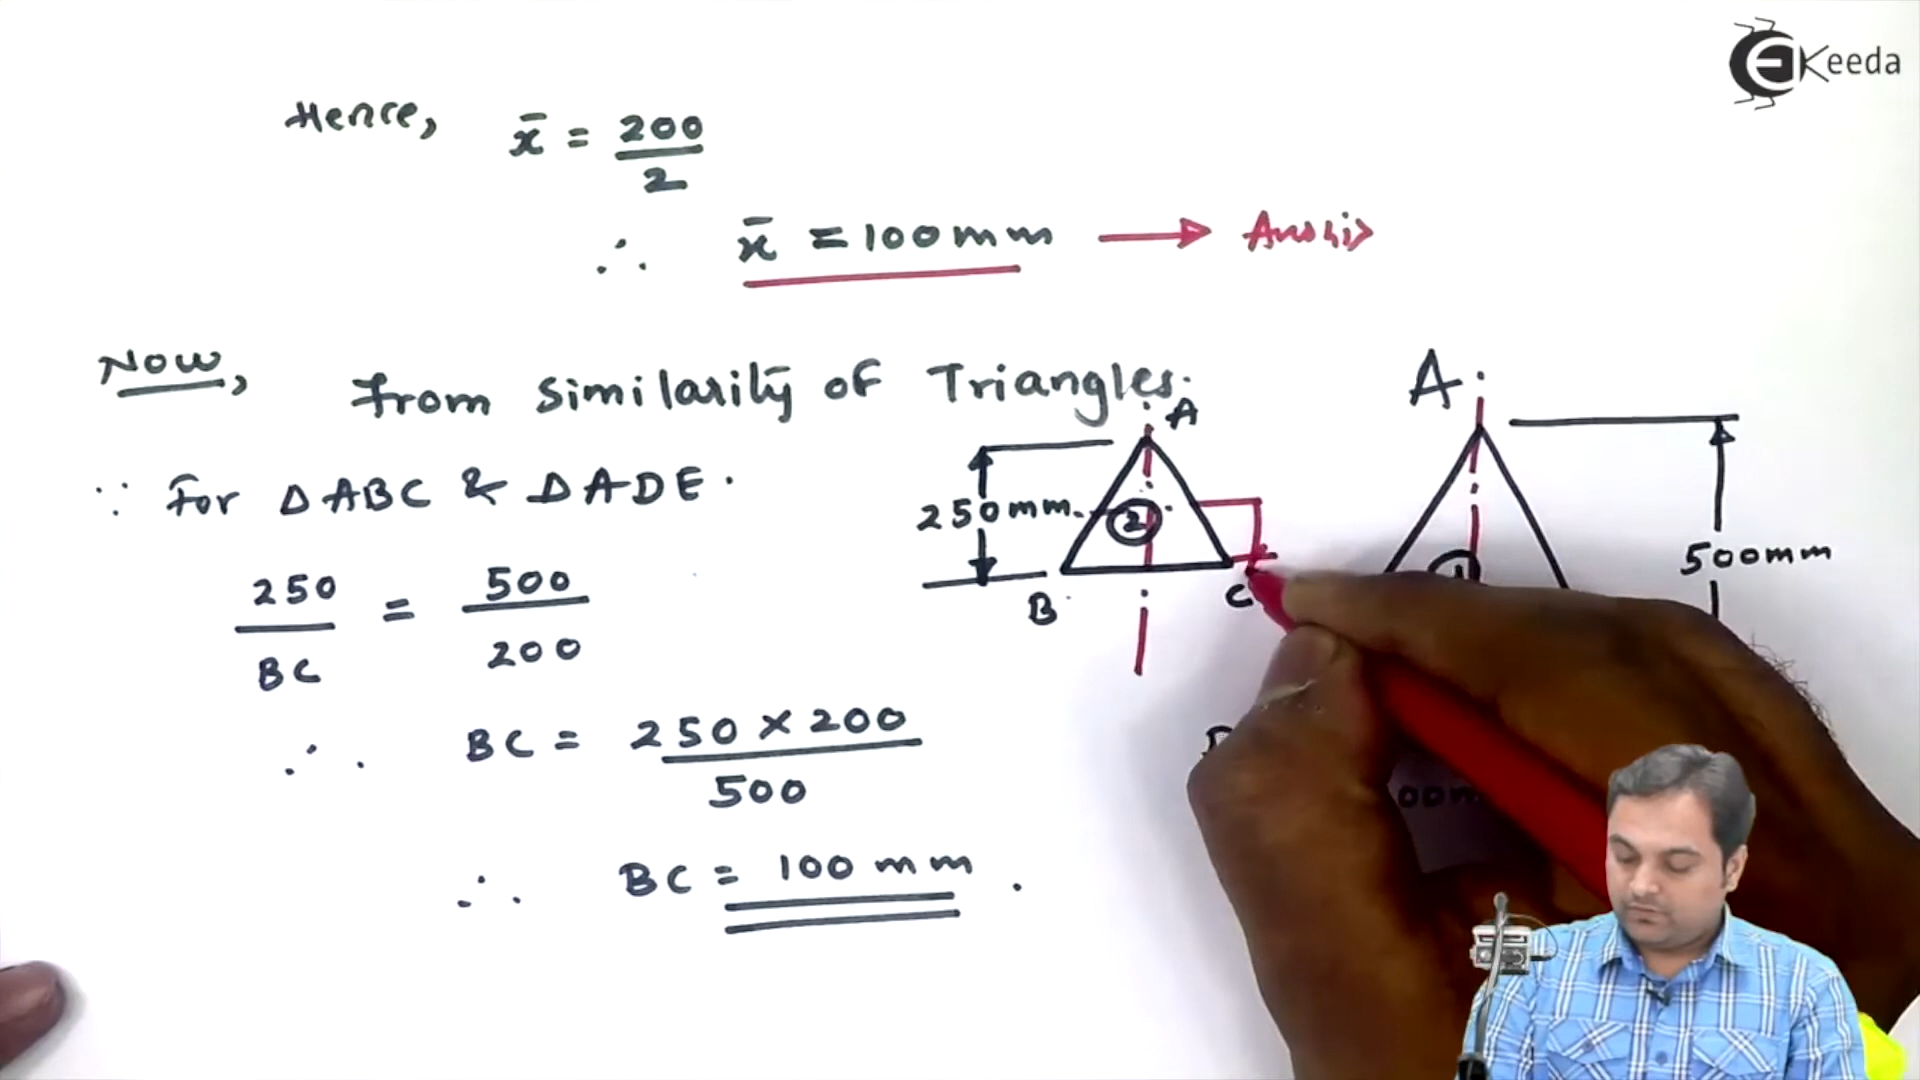 Keeda
Hence, x̄ = 200/2
∴ x̄ = 100mm →
Now, From Similarity of Triangles.
∵ For ΔABC & ΔADE.
250/BC = 500/200
∴ BC = 250 × 200/500
∴ BC = 100 mm.
A
250mm
2
B
C
A
1
500mm